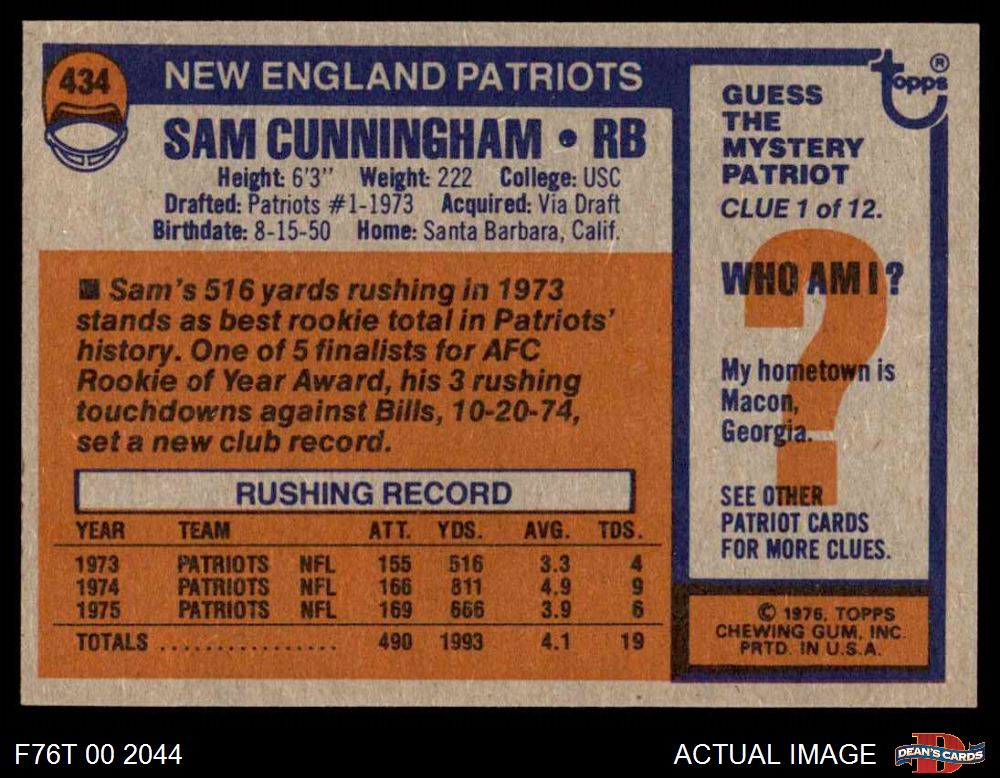 434
NEW ENGLAND PATRIOTS
SAM CUNNINGHAM • RB
Height: 6'3" Weight: 222 College: USC
Drafted: Patriots #1-1973 Acquired: Via Draft
Birthdate: 8-15-50 Home: Santa Barbara, Calif.
■ Sam's 516 yards rushing in 1973
stands as best rookie total in Patriots'
history. One of 5 finalists for AFC
Rookie of Year Award, his 3 rushing
touchdowns against Bills, 10-20-74,
set a new club record.
RUSHING RECORD
YEAR TEAM ATT. YDS. AVG. TDS.
1973 PATRIOTS NFL 155 516 3.3 4
1974 PATRIOTS NFL 166 811 4.9 9
1975 PATRIOTS NFL 169 666 3.9 6
TOTALS ................ 490 1993 4.1 19
topps®
GUESS
THE
MYSTERY
PATRIOT
CLUE 1 of 12.
?
WHO AM I?
My hometown is
Macon,
Georgia.
SEE OTHER
PATRIOT CARDS
FOR MORE CLUES.
© 1976, TOPPS
CHEWING GUM, INC.
PRTD. IN U.S.A.
F76T 00 2044
ACTUAL IMAGE
D
DEAN'S CARDS